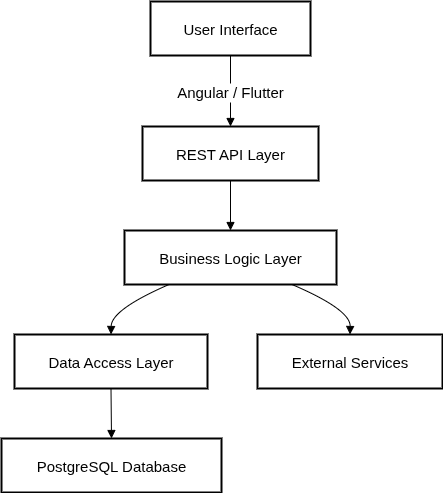 User Interface
Angular / Flutter
REST API Layer
Business Logic Layer
Data Access Layer
External Services
PostgreSQL Database